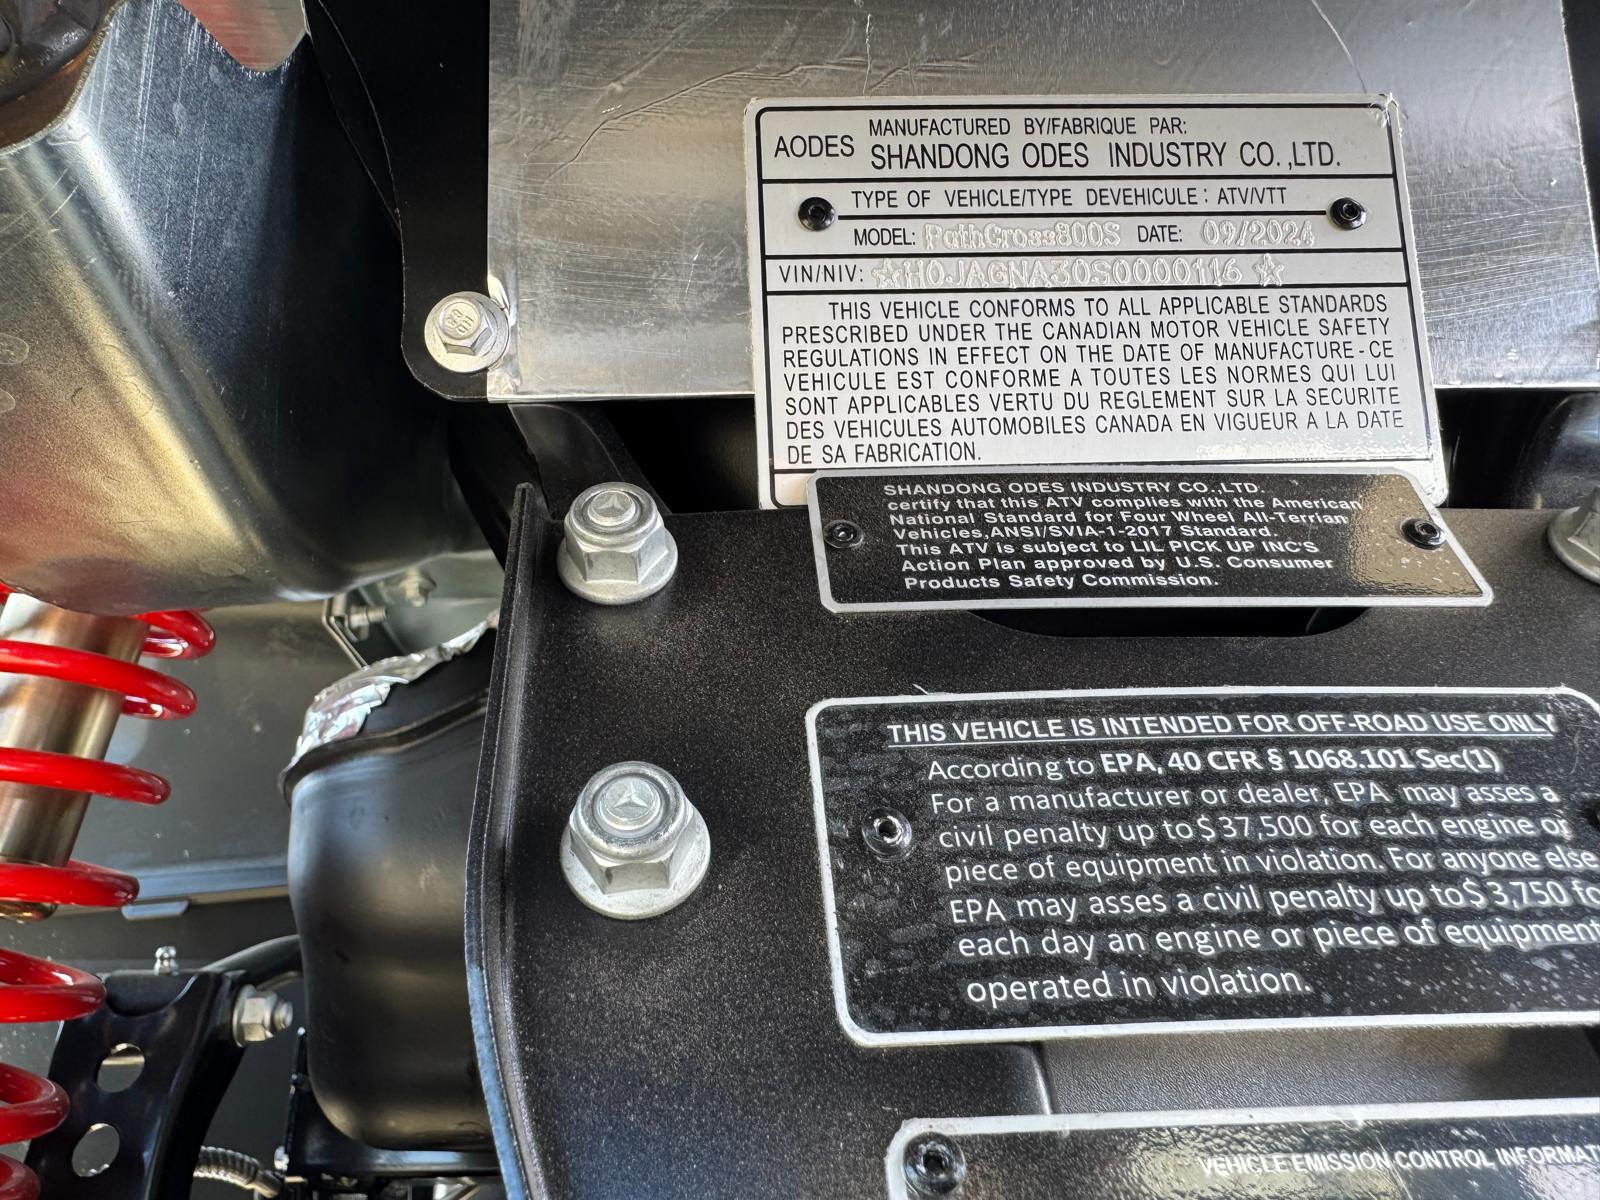 AODES
MANUFACTURED BY/FABRIQUE PAR:
SHANDONG ODES INDUSTRY CO.,LTD.
TYPE OF VEHICLE/TYPE DEVEHICULE: ATV/VTT
MODEL: PathCross800S DATE: 09/2024
VIN/NIV: ☆H0JAGNA30S0000116☆
THIS VEHICLE CONFORMS TO ALL APPLICABLE STANDARDS
PRESCRIBED UNDER THE CANADIAN MOTOR VEHICLE SAFETY
REGULATIONS IN EFFECT ON THE DATE OF MANUFACTURE-CE
VEHICULE EST CONFORME A TOUTES LES NORMES QUI LUI
SONT APPLICABLES VERTU DU REGLEMENT SUR LA SECURITE
DES VEHICULES AUTOMOBILES CANADA EN VIGUEUR A LA DATE
DE SA FABRICATION.
SHANDONG ODES INDUSTRY CO.,LTD.
certify that this ATV complies with the American
National Standard for Four Wheel All-Terrian
Vehicles,ANSI/SVIA-1-2017 Standard.
This ATV is subject to LIL PICK UP INC'S
Action Plan approved by U.S. Consumer
Products Safety Commission.
THIS VEHICLE IS INTENDED FOR OFF-ROAD USE ONLY
According to EPA, 40 CFR § 1068.101 Sec(1)
For a manufacturer or dealer, EPA may asses a
civil penalty up to $37,500 for each engine or
piece of equipment in violation. For anyone else
EPA may asses a civil penalty up to $3,750 fo
each day an engine or piece of equipment
operated in violation.
VEHICLE EMISSION CONTROL INFORMAT